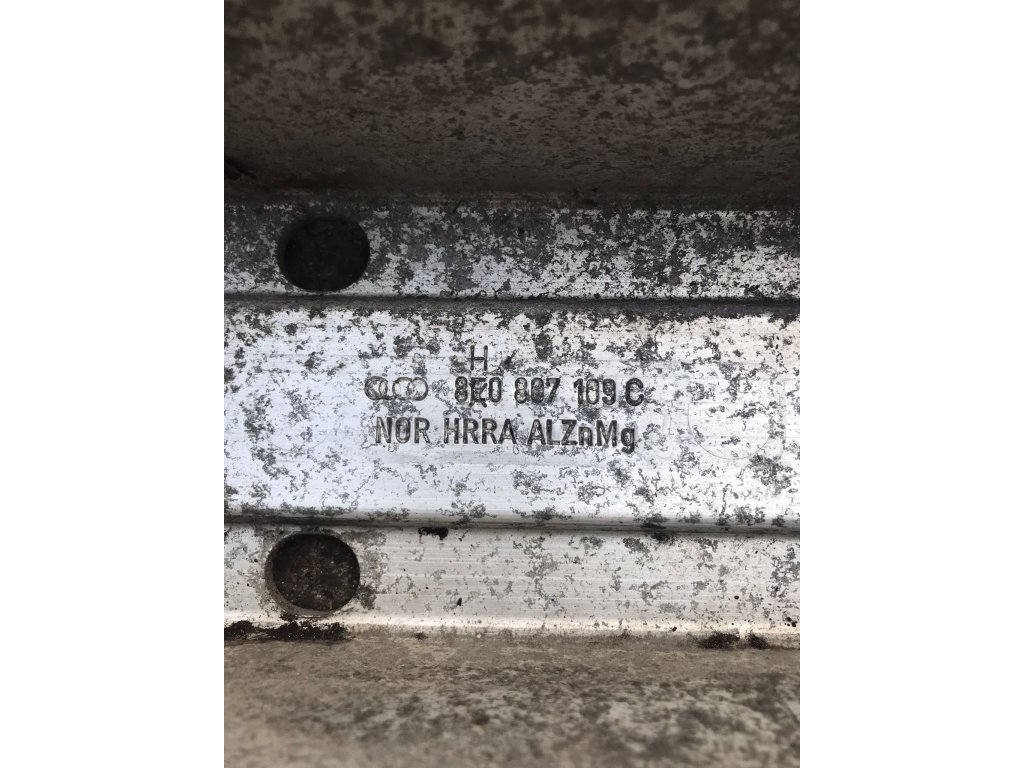 H
8E0 807 109 C
NOR HRRA ALZnMg